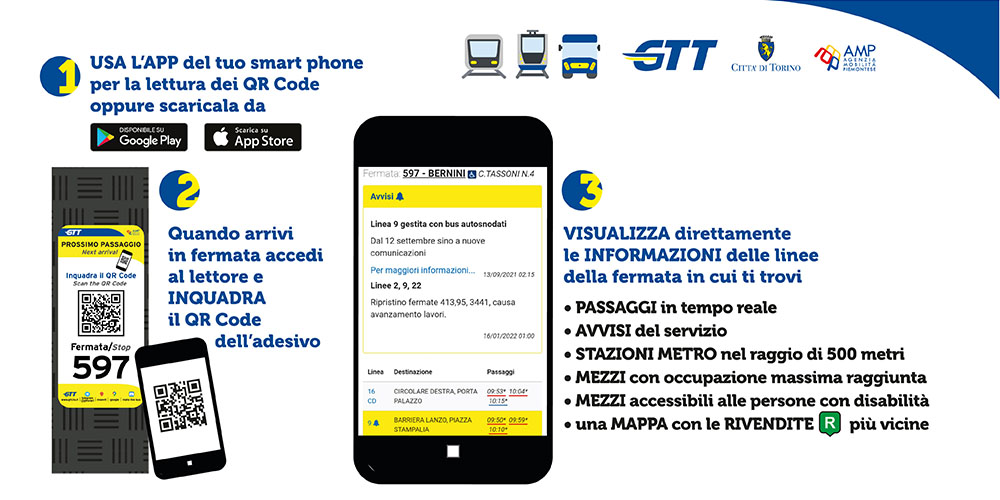 1
USA L'APP del tuo smart phone
per la lettura dei QR Code
oppure scaricala da
DISPONIBILE SU
Google Play
Scarica su
App Store
GTT
CITTA' DI TORINO
AMP
AGENZIA
MOBILITÀ
PIEMONTESE
2
Quando arrivi
in fermata accedi
al lettore e
INQUADRA
il QR Code
dell'adesivo
GTT
AMP
PROSSIMO PASSAGGIO
Next arrival
Inquadra il QR Code
Scan the QR Code
Fermata/Stop
597
GTT
Fermata: 597 - BERNINI C.TASSONI N.4
Avvisi
Linea 9 gestita con bus autosnodati
Dal 12 settembre sino a nuove
comunicazioni
Per maggiori informazioni... 13/09/2021 02.15
Linee 2, 9, 22
Ripristino fermate 413,95, 3441, causa
avanzamento lavori.
16/01/2022 01:00
Linea Destinazione Passaggi
16 CIRCOLARE DESTRA, PORTA 09:53* 10:04*
CD PALAZZO 10:15*
9 BARRIERA LANZO, PIAZZA 09:50* 09:59*
STAMPALIA 10:10*
3
VISUALIZZA direttamente
le INFORMAZIONI delle linee
della fermata in cui ti trovi
• PASSAGGI in tempo reale
• AVVISI del servizio
• STAZIONI METRO nel raggio di 500 metri
• MEZZI con occupazione massima raggiunta
• MEZZI accessibili alle persone con disabilità
• una MAPPA con le RIVENDITE R più vicine